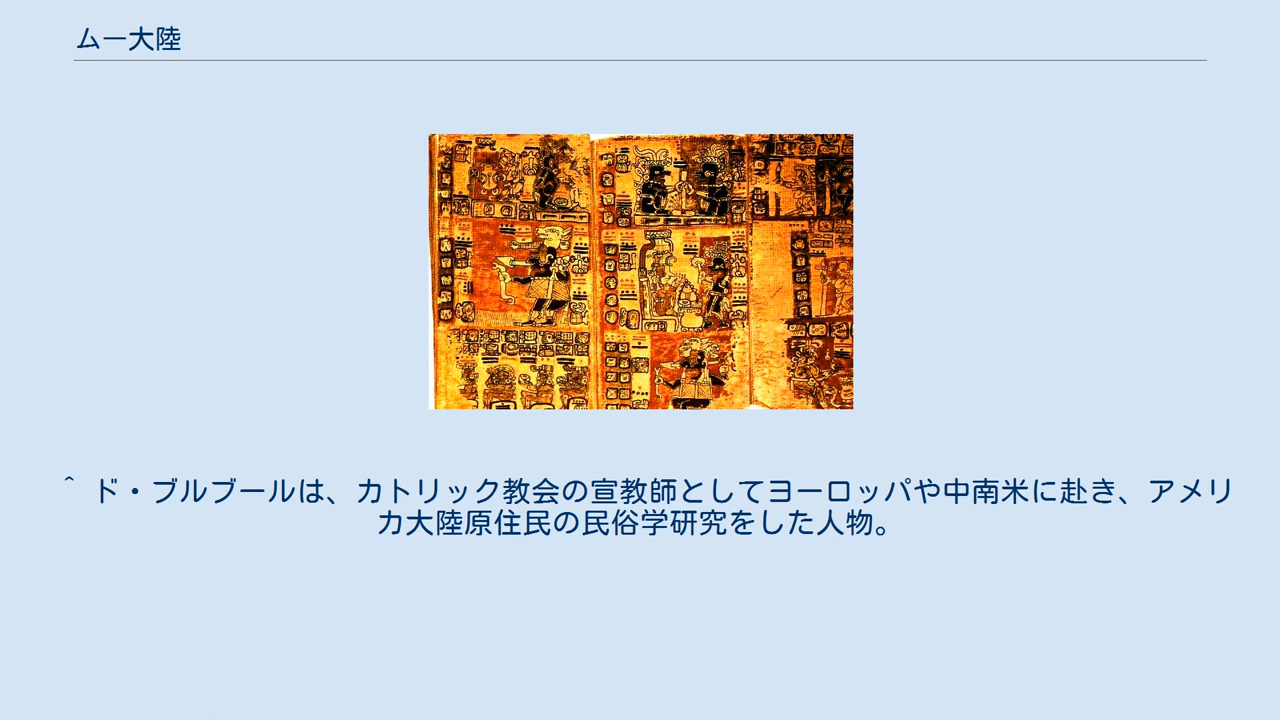 ムー大陸
^ ド・ブルブールは、カトリック教会の宣教師としてヨーロッパや中南米に赴き、アメリ
カ大陸原住民の民俗学研究をした人物。